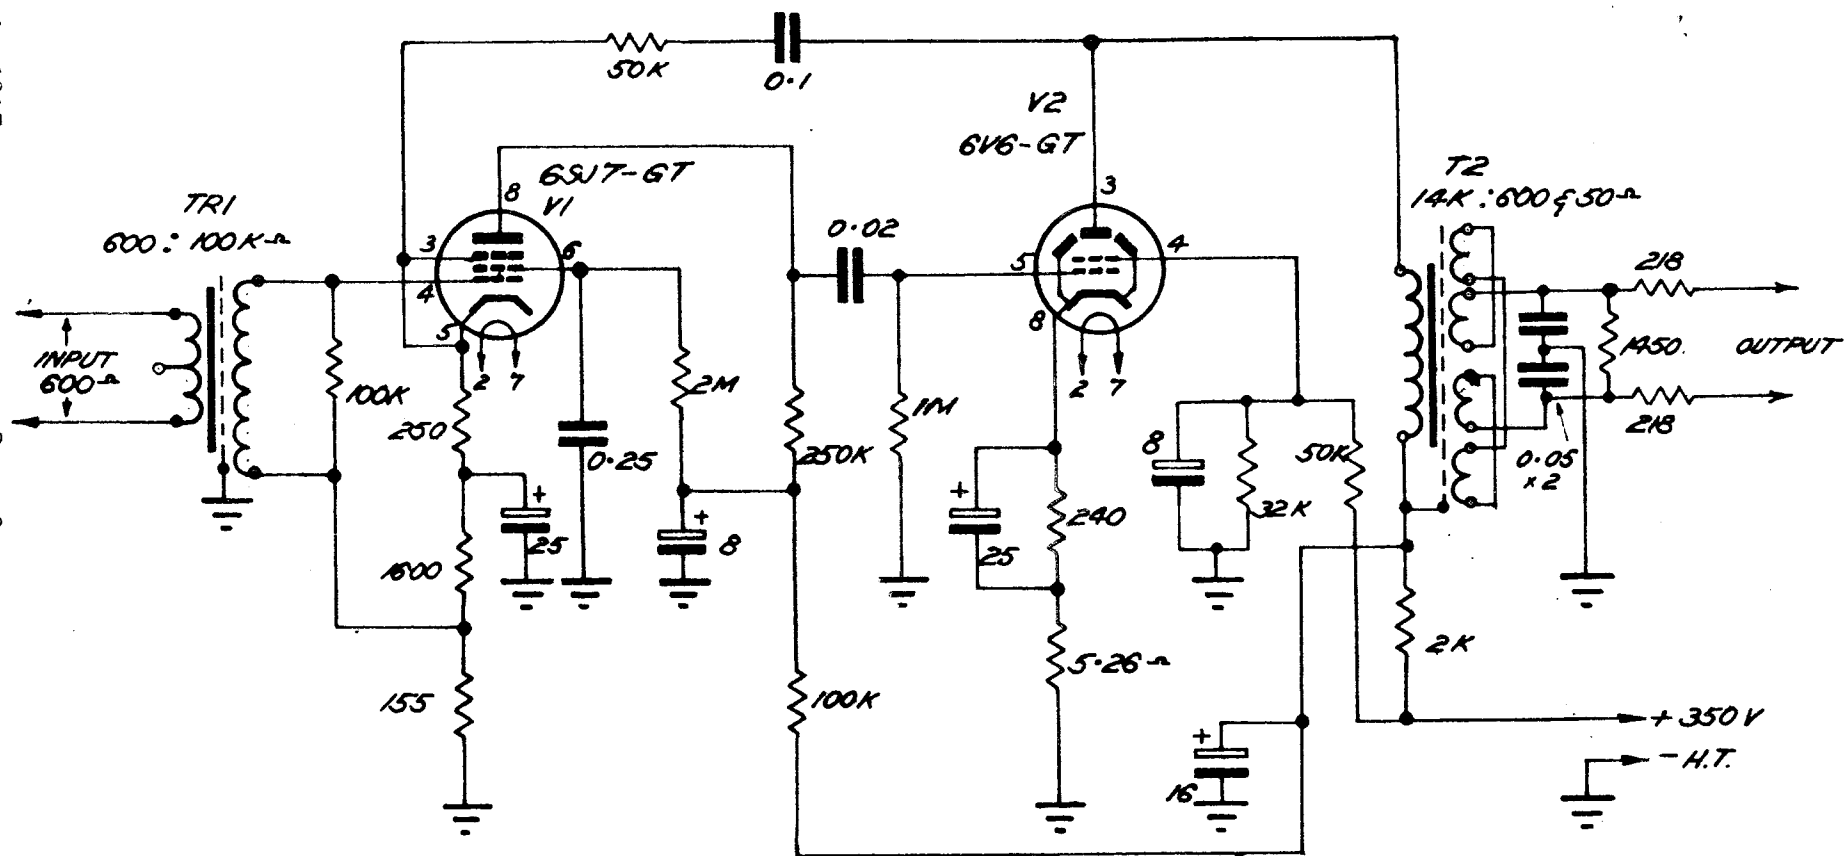 50K
0.1
V2
6V6-GT
6SJ7-GT
V1
8
TR1
600: 100K Ω
3
4
5
6
2
7
INPUT
600 Ω
100K
250
1600
155
+
25
0.25
2M
+
8
250K
100K
0.02
1M
3
5
4
8
2
7
+
25
240
5.26 Ω
8
32K
50K
+
16
T2
14K: 600 & 50 Ω
218
1450
OUTPUT
218
0.05
x 2
2K
+ 350V
- H.T.